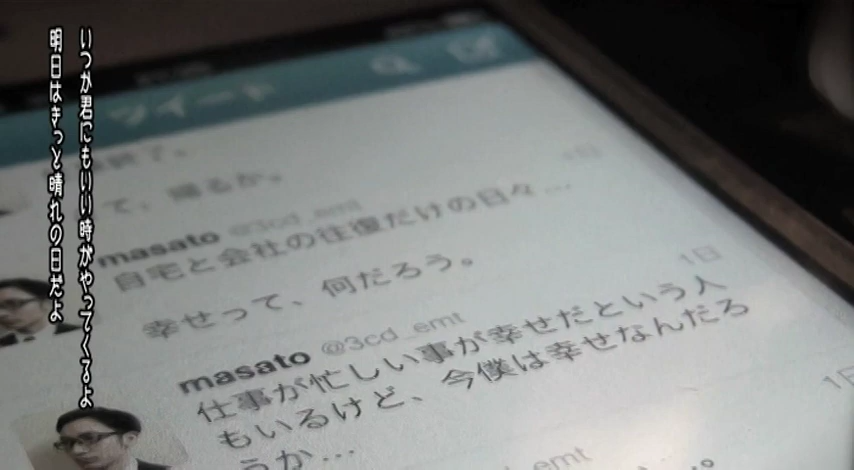 いつか君にもいい時がやってくるよ
明日はきっと晴れの日だよ
ツイート
て、帰るか。
masato @3cd_emt
自宅と会社の往復だけの日々…
幸せって、何だろう。
1日
masato @3cd_emt
仕事が忙しい事が幸せだという人
もいるけど、今僕は幸せなんだろ
うか…
1日
_emt